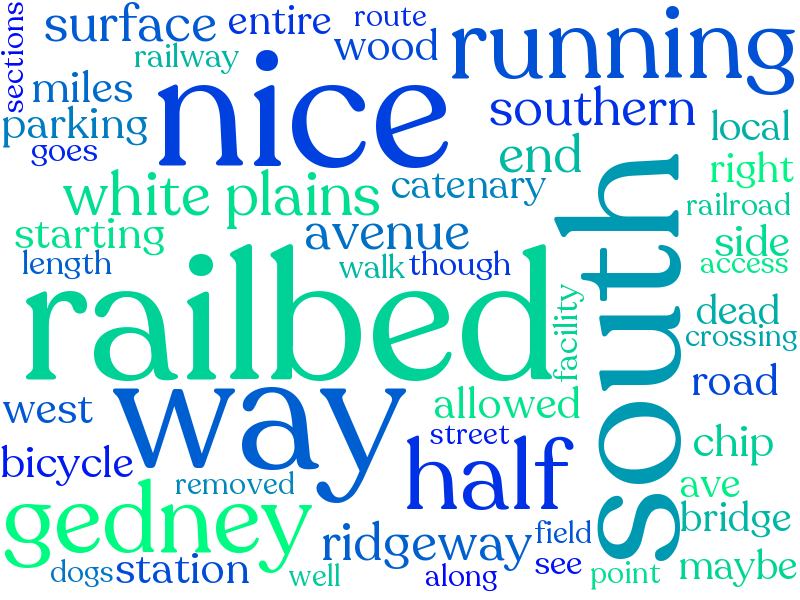 sections
surface
entire
route
railway
wood
running
miles
nice
southern
parking
goes
local
end
right
white plains
catenary
railroad
starting
avenue
side
length
walk
though
access
south
railbed
facility
dead
crossing
road
west
way
allowed
street
chip
bicycle
half
removed
ave
gedney
bridge
ridgeway
field
maybe
dogs
station
well
along
see
point